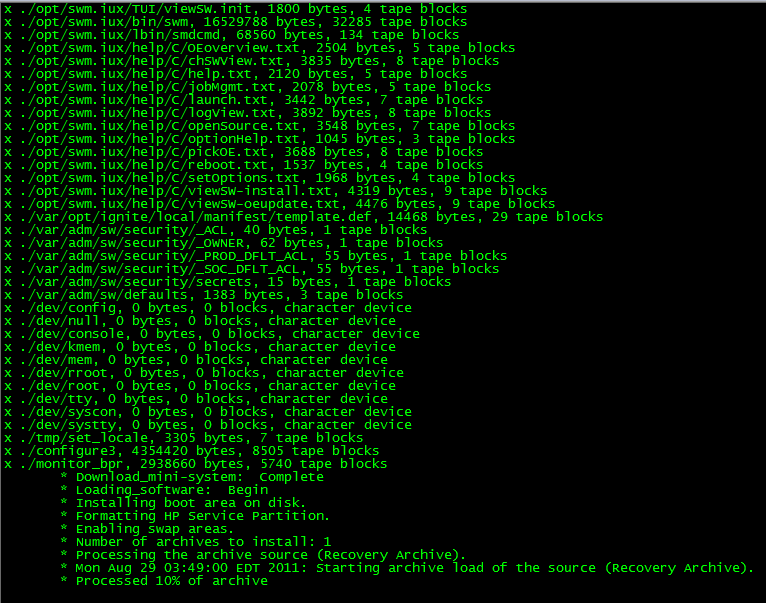 x ./opt/swm.iux/TUI/viewSW.init, 1800 bytes, 4 tape blocks
x ./opt/swm.iux/bin/swm, 16529788 bytes, 32285 tape blocks
x ./opt/swm.iux/lbin/smdcmd, 68560 bytes, 134 tape blocks
x ./opt/swm.iux/help/C/OEoverview.txt, 2504 bytes, 5 tape blocks
x ./opt/swm.iux/help/C/chSWView.txt, 3835 bytes, 8 tape blocks
x ./opt/swm.iux/help/C/help.txt, 2120 bytes, 5 tape blocks
x ./opt/swm.iux/help/C/jobMgmt.txt, 2078 bytes, 5 tape blocks
x ./opt/swm.iux/help/C/launch.txt, 3442 bytes, 7 tape blocks
x ./opt/swm.iux/help/C/logView.txt, 3892 bytes, 8 tape blocks
x ./opt/swm.iux/help/C/openSource.txt, 3548 bytes, 7 tape blocks
x ./opt/swm.iux/help/C/optionHelp.txt, 1045 bytes, 3 tape blocks
x ./opt/swm.iux/help/C/pickOE.txt, 3688 bytes, 8 tape blocks
x ./opt/swm.iux/help/C/reboot.txt, 1537 bytes, 4 tape blocks
x ./opt/swm.iux/help/C/setOptions.txt, 1968 bytes, 4 tape blocks
x ./opt/swm.iux/help/C/viewSW-install.txt, 4319 bytes, 9 tape blocks
x ./opt/swm.iux/help/C/viewSW-oeupdate.txt, 4476 bytes, 9 tape blocks
x ./var/opt/ignite/local/manifest/template.def, 14468 bytes, 29 tape blocks
x ./var/adm/sw/security/_ACL, 40 bytes, 1 tape blocks
x ./var/adm/sw/security/_OWNER, 62 bytes, 1 tape blocks
x ./var/adm/sw/security/_PROD_DFLT_ACL, 55 bytes, 1 tape blocks
x ./var/adm/sw/security/_SOC_DFLT_ACL, 55 bytes, 1 tape blocks
x ./var/adm/sw/security/secrets, 15 bytes, 1 tape blocks
x ./var/adm/sw/defaults, 1383 bytes, 3 tape blocks
x ./dev/config, 0 bytes, 0 blocks, character device
x ./dev/null, 0 bytes, 0 blocks, character device
x ./dev/console, 0 bytes, 0 blocks, character device
x ./dev/kmem, 0 bytes, 0 blocks, character device
x ./dev/mem, 0 bytes, 0 blocks, character device
x ./dev/rroot, 0 bytes, 0 blocks, character device
x ./dev/root, 0 bytes, 0 blocks, character device
x ./dev/tty, 0 bytes, 0 blocks, character device
x ./dev/syscon, 0 bytes, 0 blocks, character device
x ./dev/systty, 0 bytes, 0 blocks, character device
x ./tmp/set_locale, 3305 bytes, 7 tape blocks
x ./configure3, 4354420 bytes, 8505 tape blocks
x ./monitor_bpr, 2938660 bytes, 5740 tape blocks
* Download_mini-system:  Complete
* Loading_software:  Begin
* Installing boot area on disk.
* Formatting HP Service Partition.
* Enabling swap areas.
* Number of archives to install: 1
* Processing the archive source (Recovery Archive).
* Mon Aug 29 03:49:00 EDT 2011: Starting archive load of the source (Recovery Archive).
* Processed 10% of archive